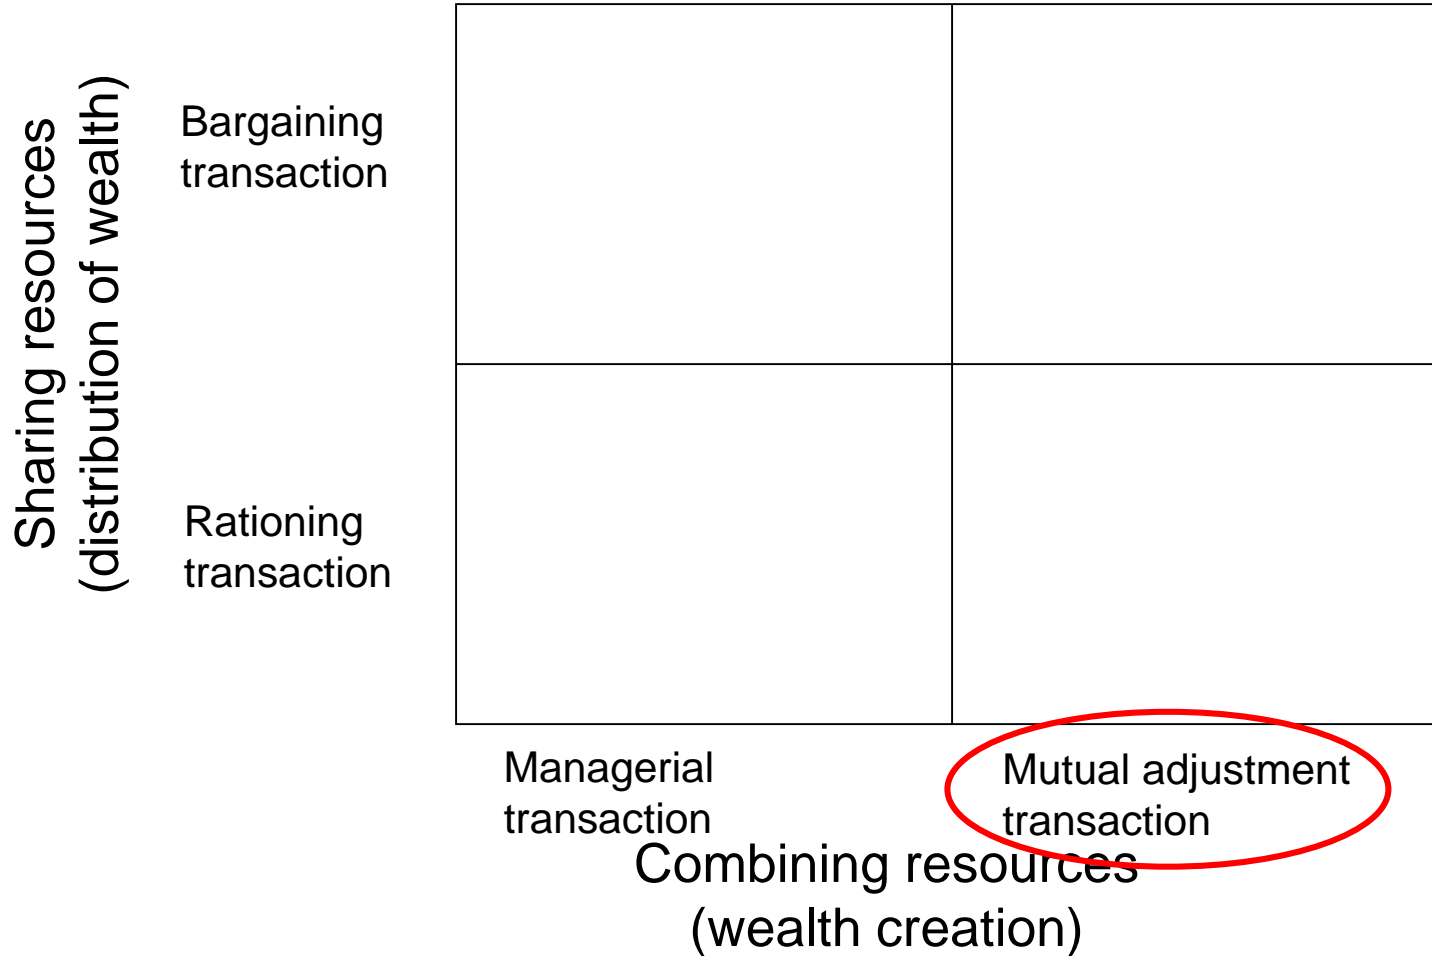 Sharing resources
(distribution of wealth)
Bargaining
transaction
Rationing
transaction
Managerial
transaction
Mutual adjustment
transaction
Combining resources
(wealth creation)